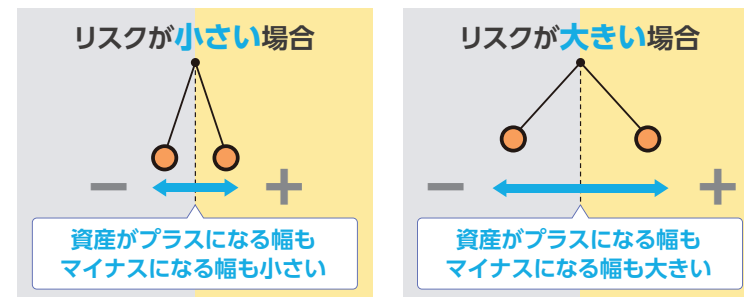 リスクが小さい場合
− +
資産がプラスになる幅も
マイナスになる幅も小さい
リスクが大きい場合
− +
資産がプラスになる幅も
マイナスになる幅も大きい